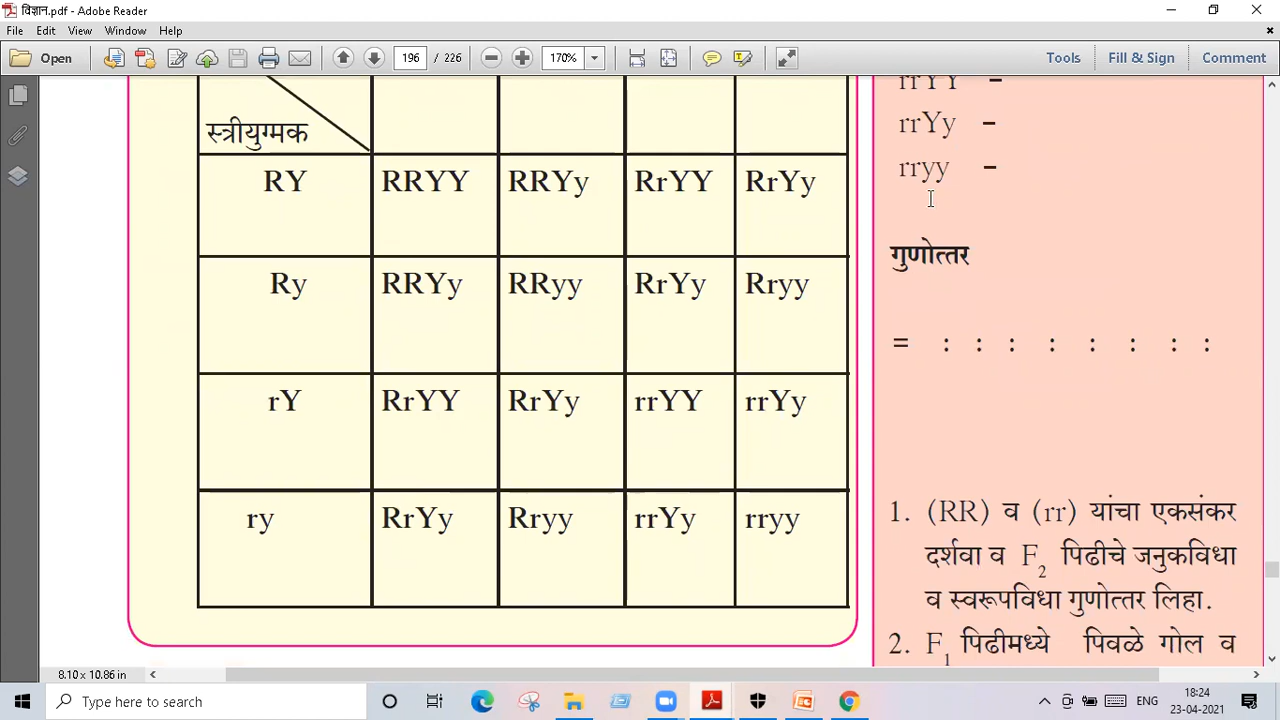 विज्ञान.pdf - Adobe Reader
File Edit View Window Help
Open 196 / 226 170% Tools Fill & Sign Comment
स्त्रीयुग्मक
RY RRYY RRYy RrYY RrYy
Ry RRYy RRyy RrYy Rryy
rY RrYY RrYy rrYY rrYy
ry RrYy Rryy rrYy rryy
rrYY -
rrYy -
rryy -
गुणोत्तर
= : : : : : : : :
1. (RR) व (rr) यांचा एकसंकर
दर्शवा व F2 पिढीचे जनुकविधा
व स्वरूपविधा गुणोत्तर लिहा.
2. F1 पिढीमध्ये पिवळे गोल व
8.10 x 10.86 in
Type here to search
ENG
18:24
23-04-2021